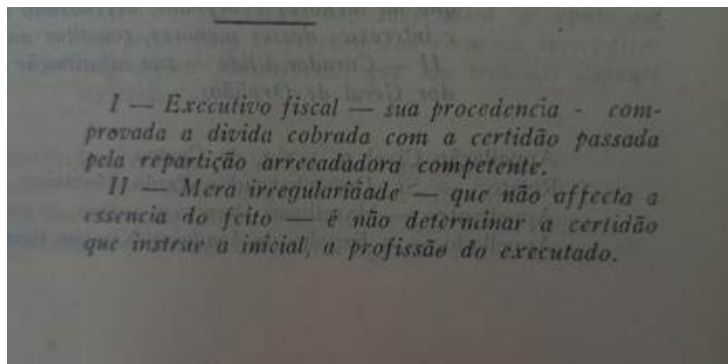 I — Executivo fiscal — sua procedencia - com-
provada a divida cobrada com a certidão passada
pela repartição arrecadadora competente.
II — Mera irregularidade — que não affecta a
essencia do feito — é não determinar a certidão
que instrue a inicial, a profissão do executado.